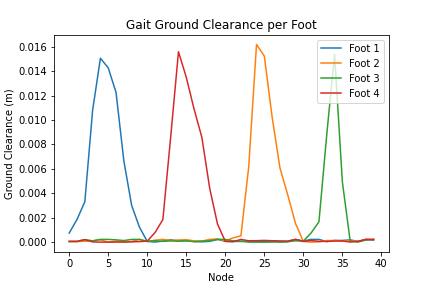 Gait Ground Clearance per Foot
Ground Clearance (m)
0.016
0.014
0.012
0.010
0.008
0.006
0.004
0.002
0.000
Foot 1
Foot 2
Foot 3
Foot 4
0 5 10 15 20 25 30 35 40
Node